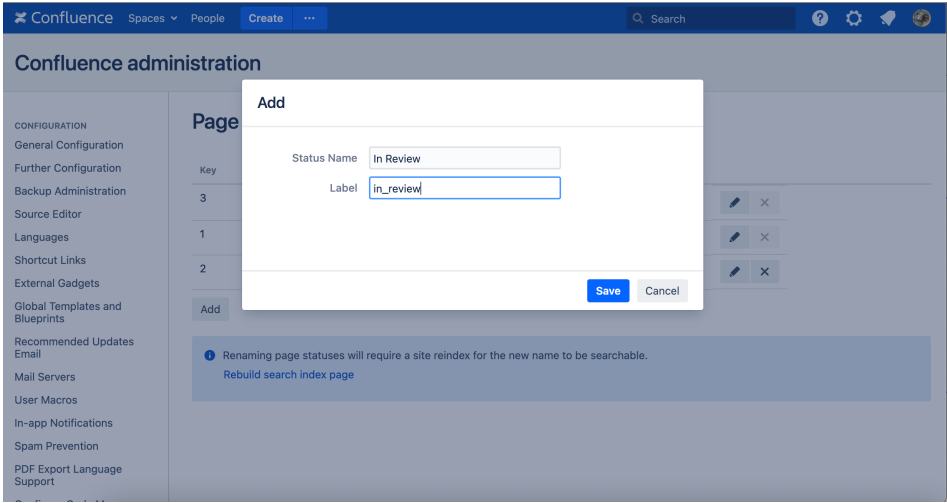 Confluence Spaces People Create ··· Search
Confluence administration
CONFIGURATION
General Configuration
Further Configuration
Backup Administration
Source Editor
Languages
Shortcut Links
External Gadgets
Global Templates and
Blueprints
Recommended Updates
Email
Mail Servers
User Macros
In-app Notifications
Spam Prevention
PDF Export Language
Support
Page
Key
3
1
2
Add
Add
Status Name In Review
Label in_review
Save Cancel
Renaming page statuses will require a site reindex for the new name to be searchable.
Rebuild search index page